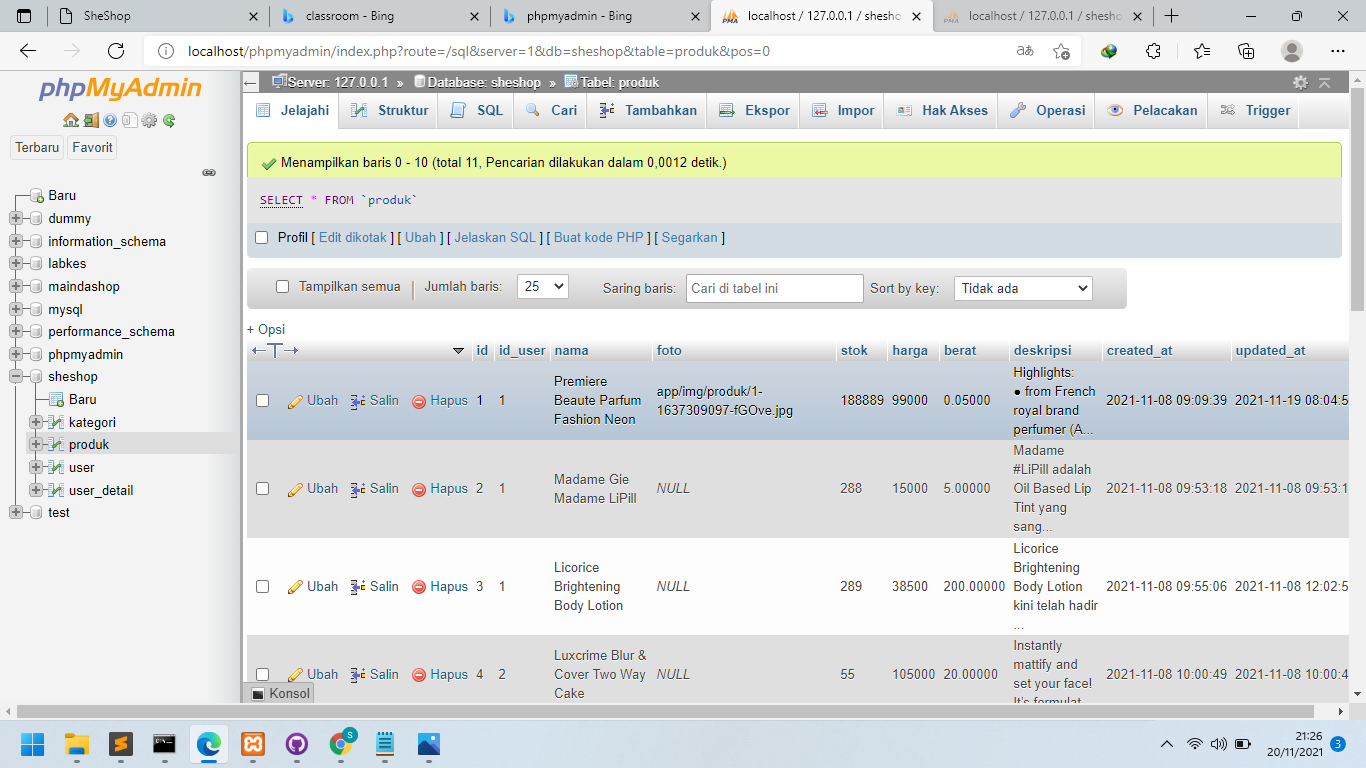 SheShop
classroom - Bing
phpmyadmin - Bing
localhost / 127.0.0.1 / shesho
localhost / 127.0.0.1 / shesho
localhost/phpmyadmin/index.php?route=/sql&server=1&db=sheshop&table=produk&pos=0
phpMyAdmin
Terbaru Favorit
Baru
dummy
information_schema
labkes
maindashop
mysql
performance_schema
phpmyadmin
sheshop
Baru
kategori
produk
user
user_detail
test
Server: 127.0.0.1 » Database: sheshop » Tabel: produk
Jelajahi Struktur SQL Cari Tambahkan Ekspor Impor Hak Akses Operasi Pelacakan Trigger
Menampilkan baris 0 - 10 (total 11, Pencarian dilakukan dalam 0,0012 detik.)
SELECT * FROM `produk`
Profil [ Edit dikotak ] [ Ubah ] [ Jelaskan SQL ] [ Buat kode PHP ] [ Segarkan ]
Tampilkan semua | Jumlah baris: 25 Saring baris: Cari di tabel ini Sort by key: Tidak ada
+ Opsi
id id_user nama foto stok harga berat deskripsi created_at updated_at
Ubah Salin Hapus 1 1
Premiere
Beaute Parfum
Fashion Neon
app/img/produk/1-
1637309097-fGOve.jpg
188889 99000 0.05000
Highlights:
● from French
royal brand
perfumer (A...
2021-11-08 09:09:39 2021-11-19 08:04:5
Ubah Salin Hapus 2 1
Madame Gie
Madame LiPill
NULL 288 15000 5.00000
Madame
#LiPill adalah
Oil Based Lip
Tint yang
sang...
2021-11-08 09:53:18 2021-11-08 09:53:1
Ubah Salin Hapus 3 1
Licorice
Brightening
Body Lotion
NULL 289 38500 200.00000
Licorice
Brightening
Body Lotion
kini telah hadir
...
2021-11-08 09:55:06 2021-11-08 12:02:5
Ubah Salin Hapus 4 2
Luxcrime Blur &
Cover Two Way
Cake
NULL 55 105000 20.00000
Instantly
mattify and
set your face!
It's formulat
2021-11-08 10:00:49 2021-11-08 10:00:4
Konsol
S
21:26
20/11/2021
3